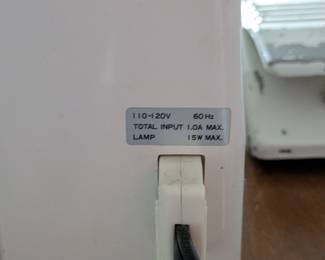 110-120V 60Hz
TOTAL INPUT 1.0A MAX.
LAMP 15W MAX.